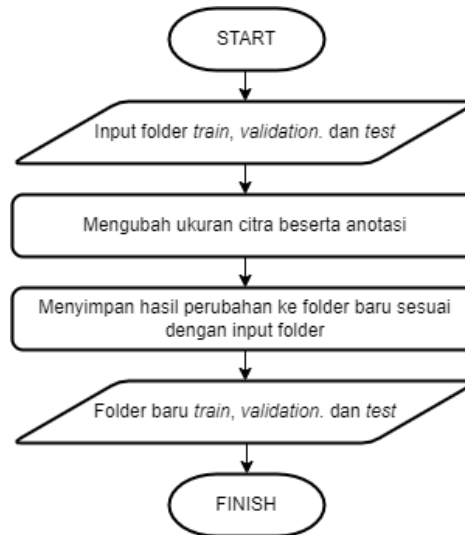 START
Input folder train, validation. dan test
Mengubah ukuran citra beserta anotasi
Menyimpan hasil perubahan ke folder baru sesuai
dengan input folder
Folder baru train, validation. dan test
FINISH